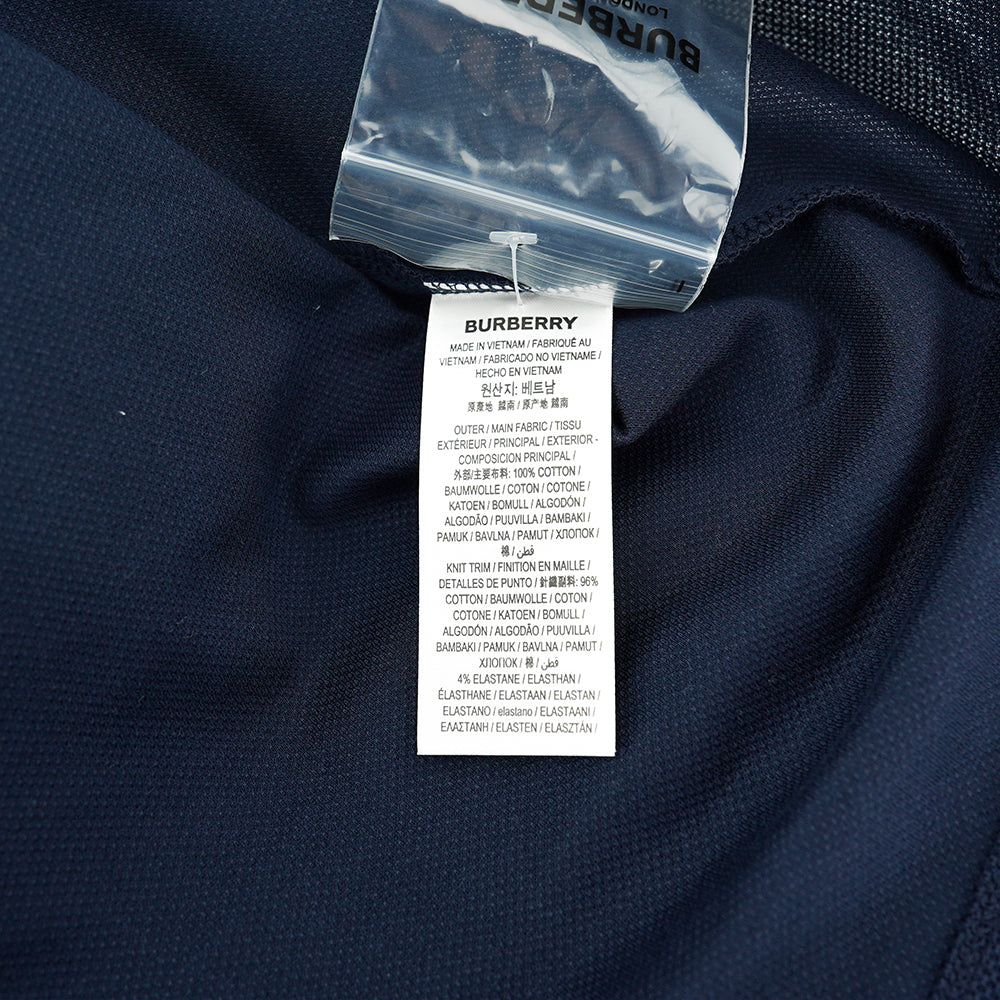 BURBERRY
LONDON
BURBERRY
MADE IN VIETNAM / FABRIQUÉ AU
VIETNAM / FABRICADO NO VIETNAME /
HECHO EN VIETNAM
원산지: 베트남
原產地 越南 / 原产地 越南
OUTER / MAIN FABRIC / TISSU
EXTÉRIEUR / PRINCIPAL / EXTERIOR -
COMPOSICION PRINCIPAL /
外部/主要布料: 100% COTTON /
BAUMWOLLE / COTON / COTONE /
KATOEN / BOMULL / ALGODÓN /
ALGODÃO / PUUVILLA / BAMBAKI /
PAMUK / BAVLNA / PAMUT / ХЛОПОК /
棉 / قطن
KNIT TRIM / FINITION EN MAILLE /
DETALLES DE PUNTO / 針織副料: 96%
COTTON / BAUMWOLLE / COTON /
COTONE / KATOEN / BOMULL /
ALGODÓN / ALGODÃO / PUUVILLA /
BAMBAKI / PAMUK / BAVLNA / PAMUT /
ХЛОПОК / 棉 / قطن
4% ELASTANE / ELASTHAN /
ÉLASTHANE / ELASTAAN / ELASTAN /
ELASTANO / elastano / ELASTAANI /
ΕΛΑΣΤΑΝΗ / ELASTEN / ELASZTÁN /